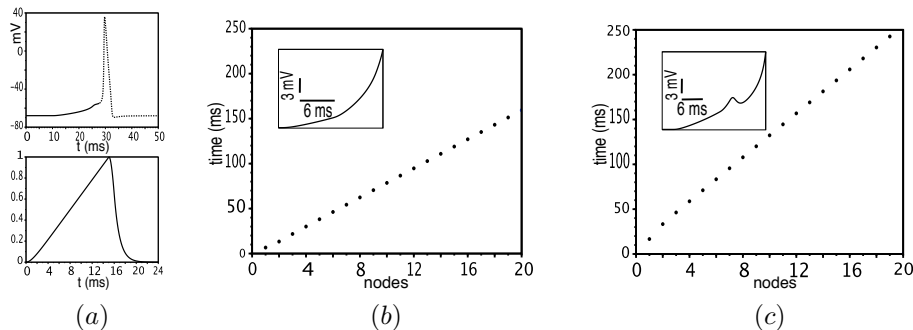 40
0
-40
-80
mV
0 10 20 30 40 50
t (ms)
1
0.8
0.6
0.4
0.2
0
0 4 8 12 16 20 24
t (ms)
(a)
250
200
150
100
50
0
time (ms)
3 mV
6 ms
0 4 8 12 16 20
nodes
(b)
250
200
150
100
50
0
time (ms)
3 mV
6 ms
0 4 8 12 16 20
nodes
(c)